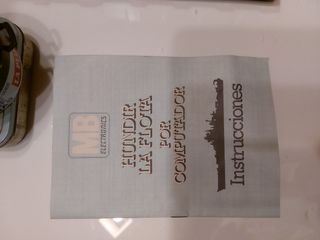 MB
ELECTRONICS
HUNDIR
LA FLOTA
POR
COMPUTADOR
Instrucciones